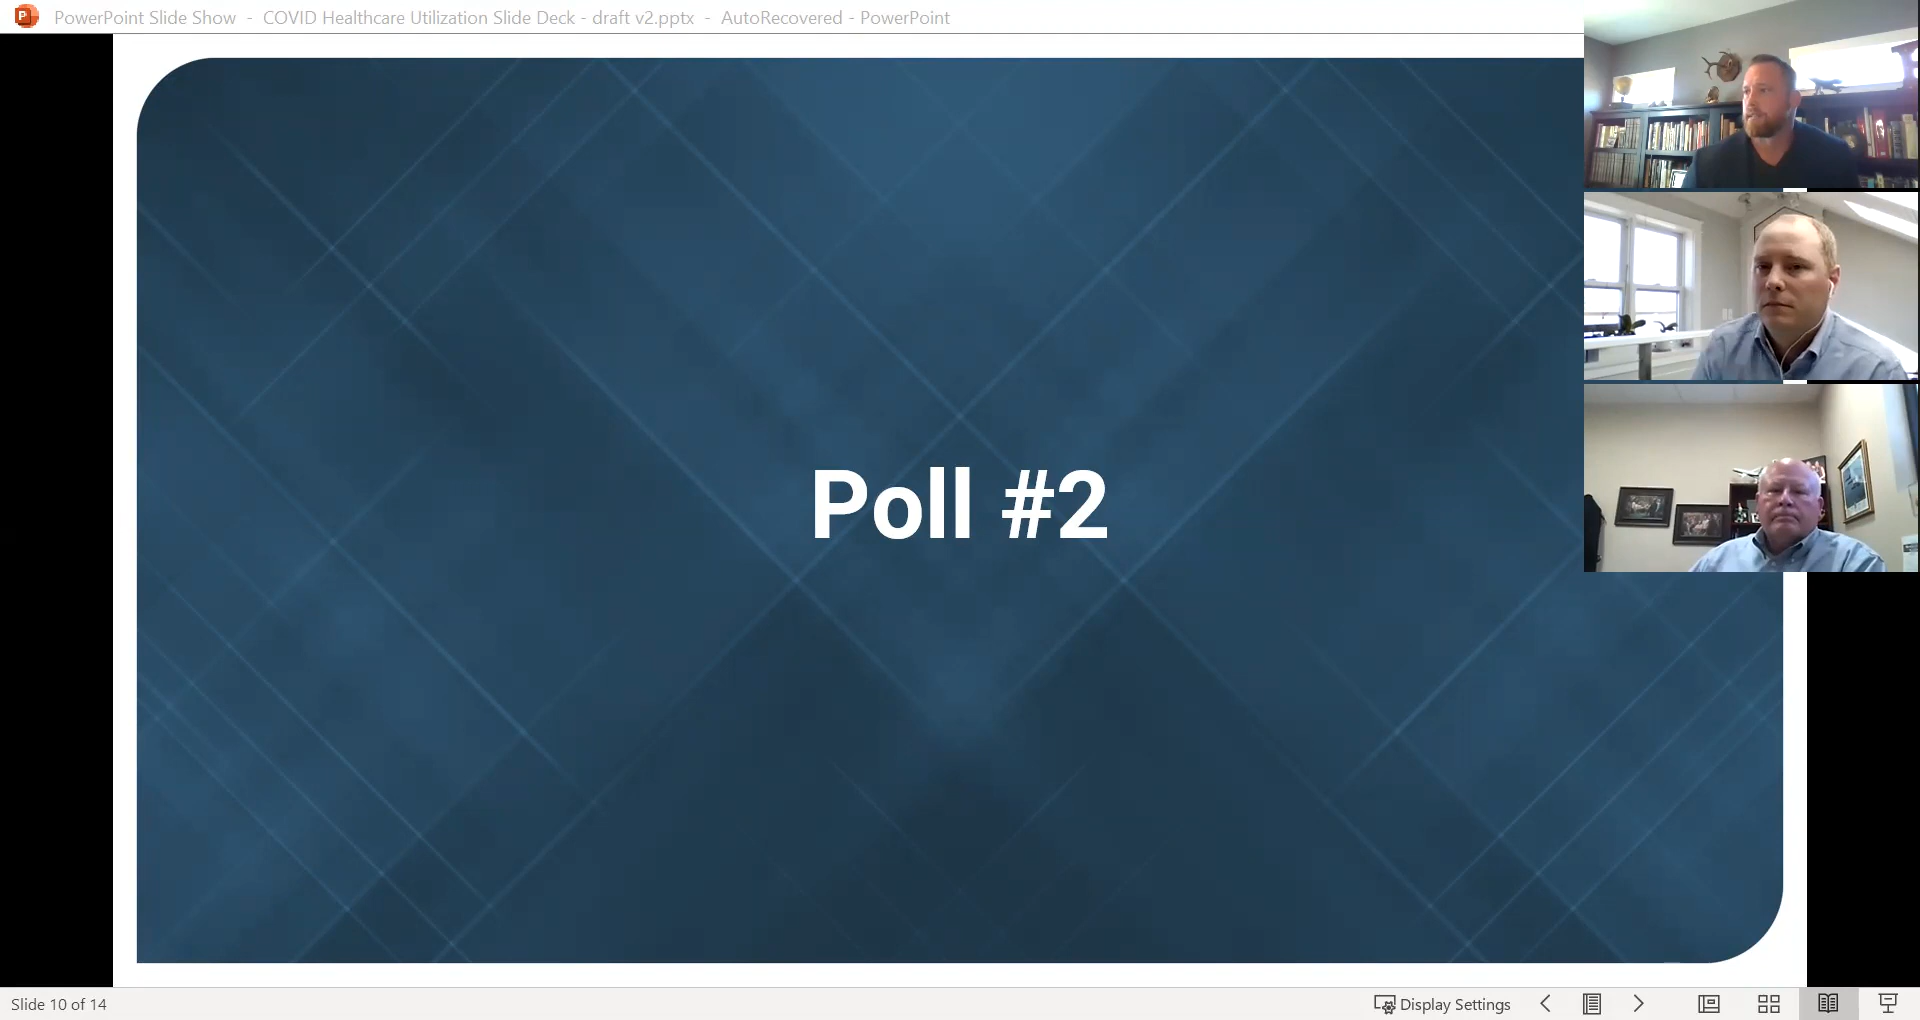 PowerPoint Slide Show - COVID Healthcare Utilization Slide Deck - draft v2.pptx - AutoRecovered - PowerPoint
Poll #2
Slide 10 of 14
Display Settings